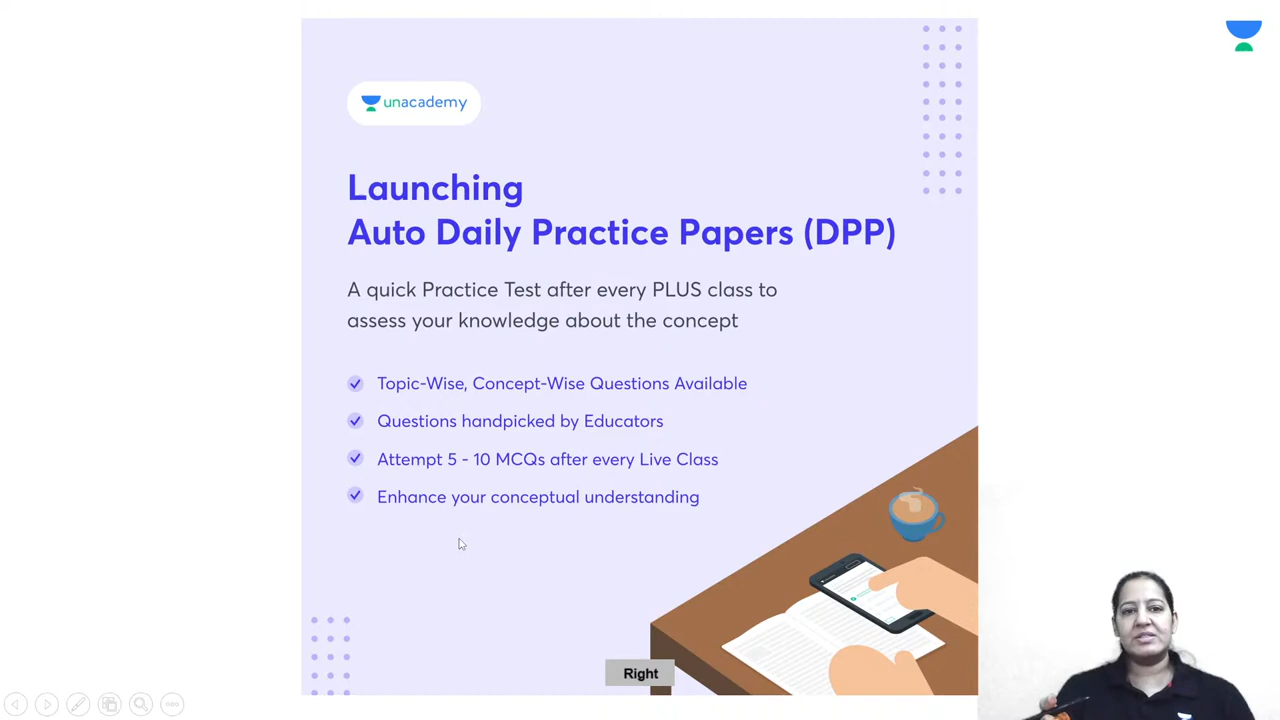 unacademy
Launching
Auto Daily Practice Papers (DPP)
A quick Practice Test after every PLUS class to
assess your knowledge about the concept
Topic-Wise, Concept-Wise Questions Available
Questions handpicked by Educators
Attempt 5 - 10 MCQs after every Live Class
Enhance your conceptual understanding
Right